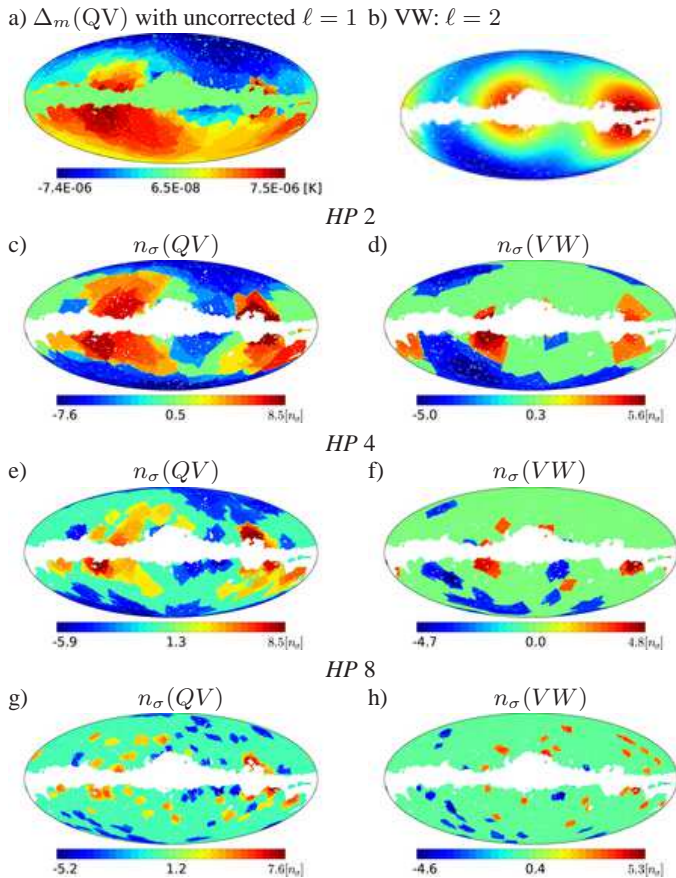 a) Δₘ(QV) with uncorrected ℓ = 1 b) VW: ℓ = 2
-7.4E-06 6.5E-08 7.5E-06 [K]
HP 2
c) nσ(QV) d) nσ(VW)
-7.6 0.5 8.5[nσ] -5.0 0.3 5.6[nσ]
HP 4
e) nσ(QV) f) nσ(VW)
-5.9 1.3 8.5[nσ] -4.7 0.0 4.8[nσ]
HP 8
g) nσ(QV) h) nσ(VW)
-5.2 1.2 7.6[nσ] -4.6 0.4 5.3[nσ]